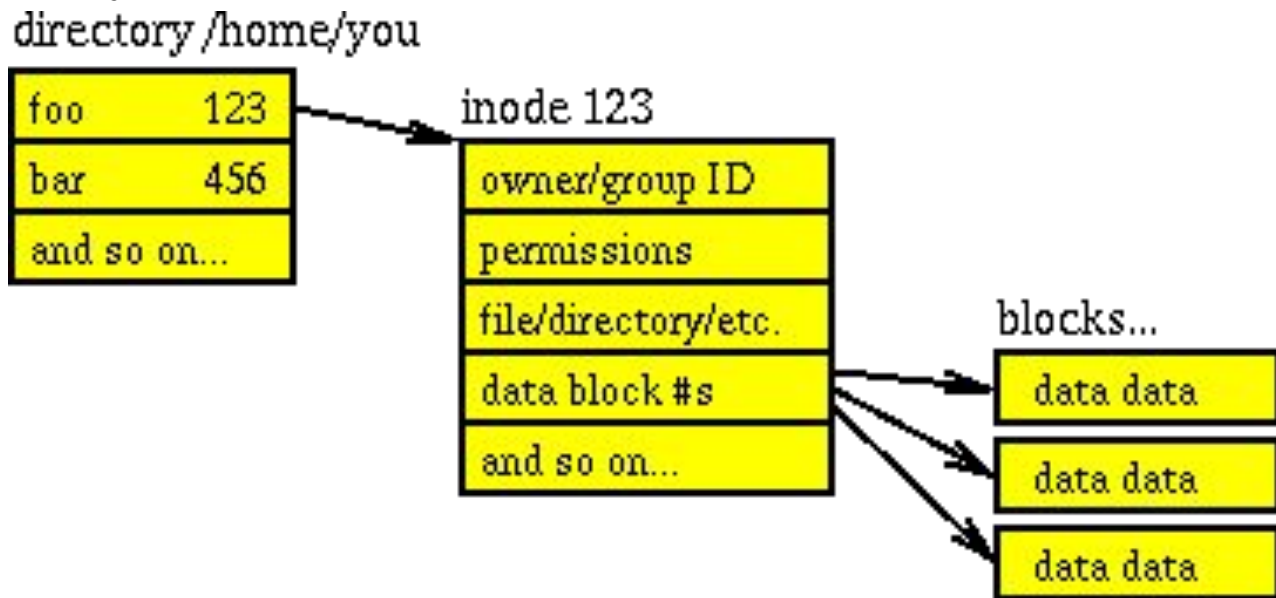 directory /home/you
foo 123
bar 456
and so on...
inode 123
owner/group ID
permissions
file/directory/etc.
data block #s
and so on...
blocks...
data data
data data
data data